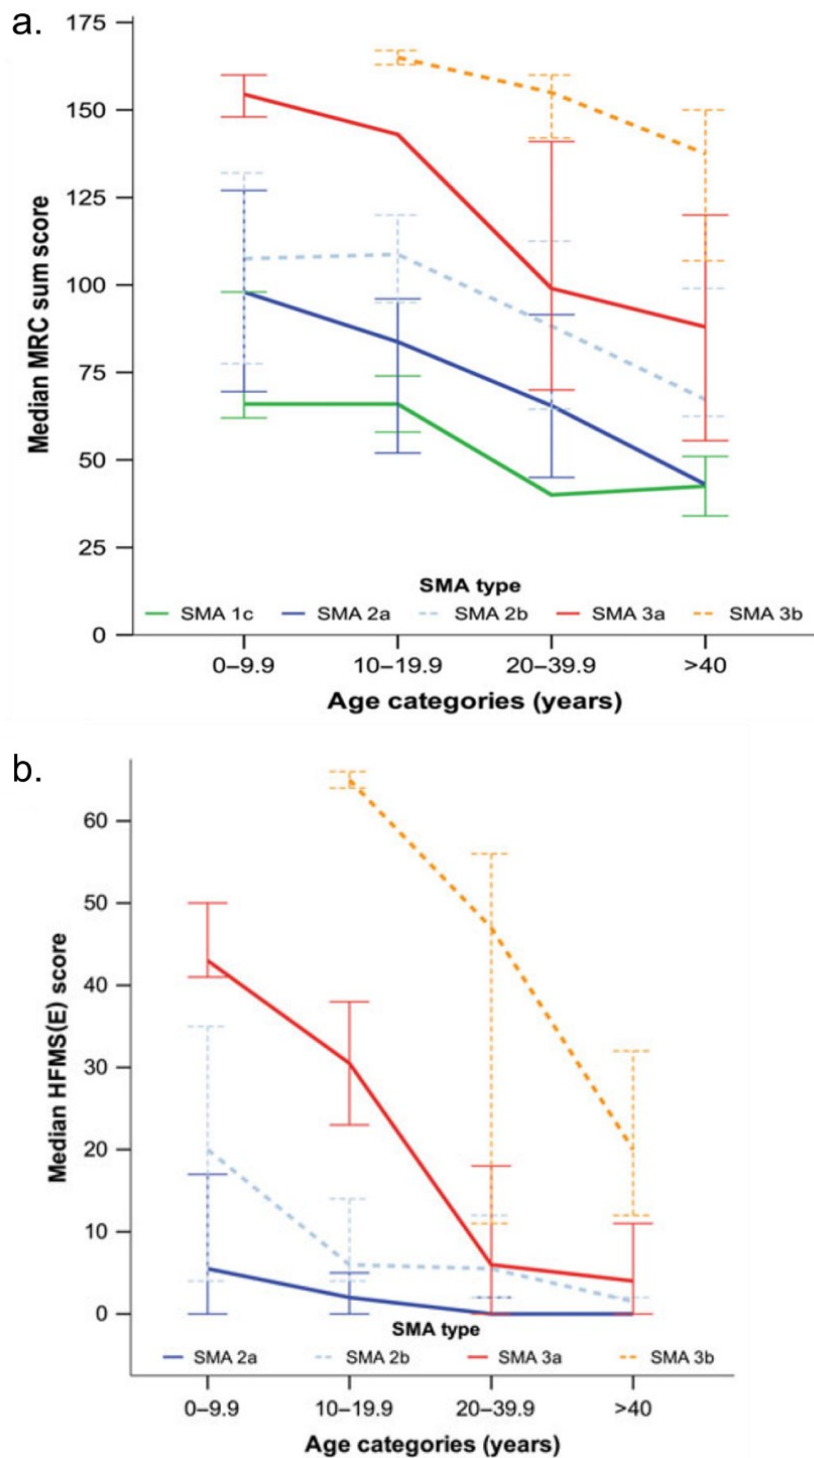 a.
175
150
125
100
75
50
25
0
Median MRC sum score
SMA type
SMA 1c SMA 2a SMA 2b SMA 3a SMA 3b
0–9.9 10–19.9 20–39.9 >40
Age categories (years)
b.
60
50
40
30
20
10
0
Median HFMS(E) score
SMA type
SMA 2a SMA 2b SMA 3a SMA 3b
0–9.9 10–19.9 20–39.9 >40
Age categories (years)